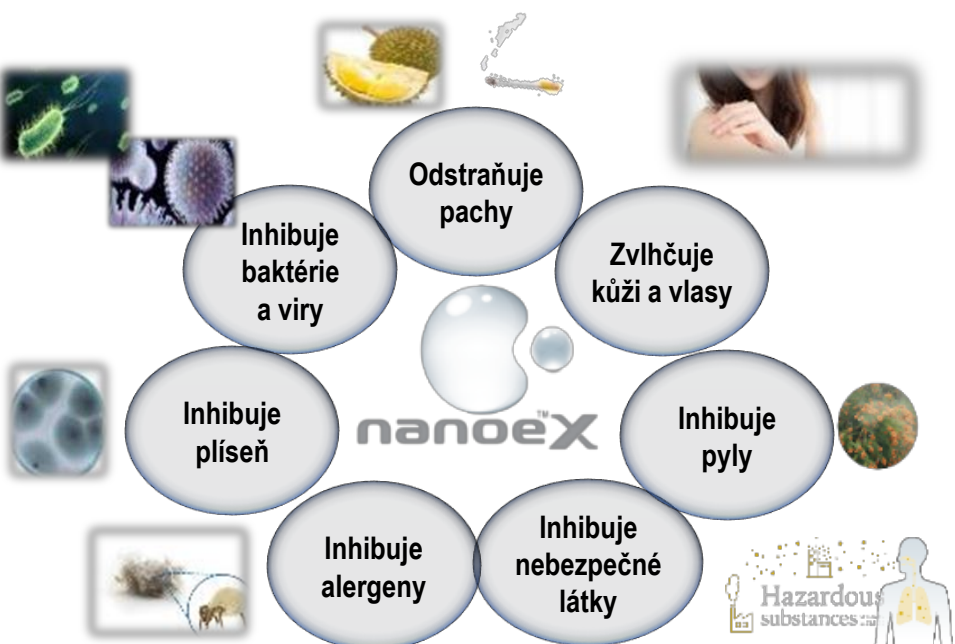 Odstraňuje
pachy
Inhibuje
baktérie
a viry
Zvlhčuje
kůži a vlasy
Inhibuje
plíseň
nanoe™X
Inhibuje
pyly
Inhibuje
alergeny
Inhibuje
nebezpečné
látky
Hazardous
substances